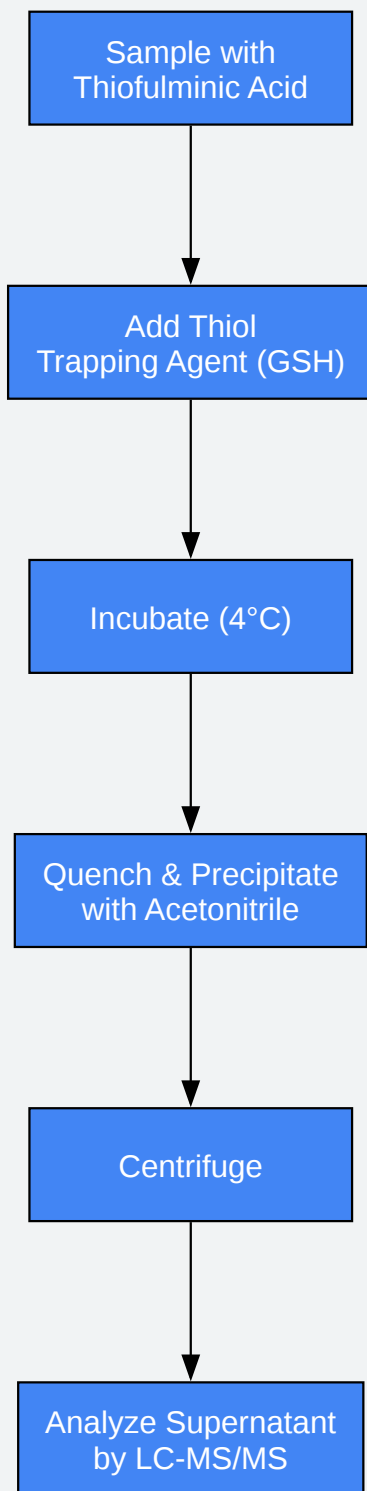 Sample with
Thiofulminic Acid
Add Thiol
Trapping Agent (GSH)
Incubate (4°C)
Quench & Precipitate
with Acetonitrile
Centrifuge
Analyze Supernatant
by LC-MS/MS